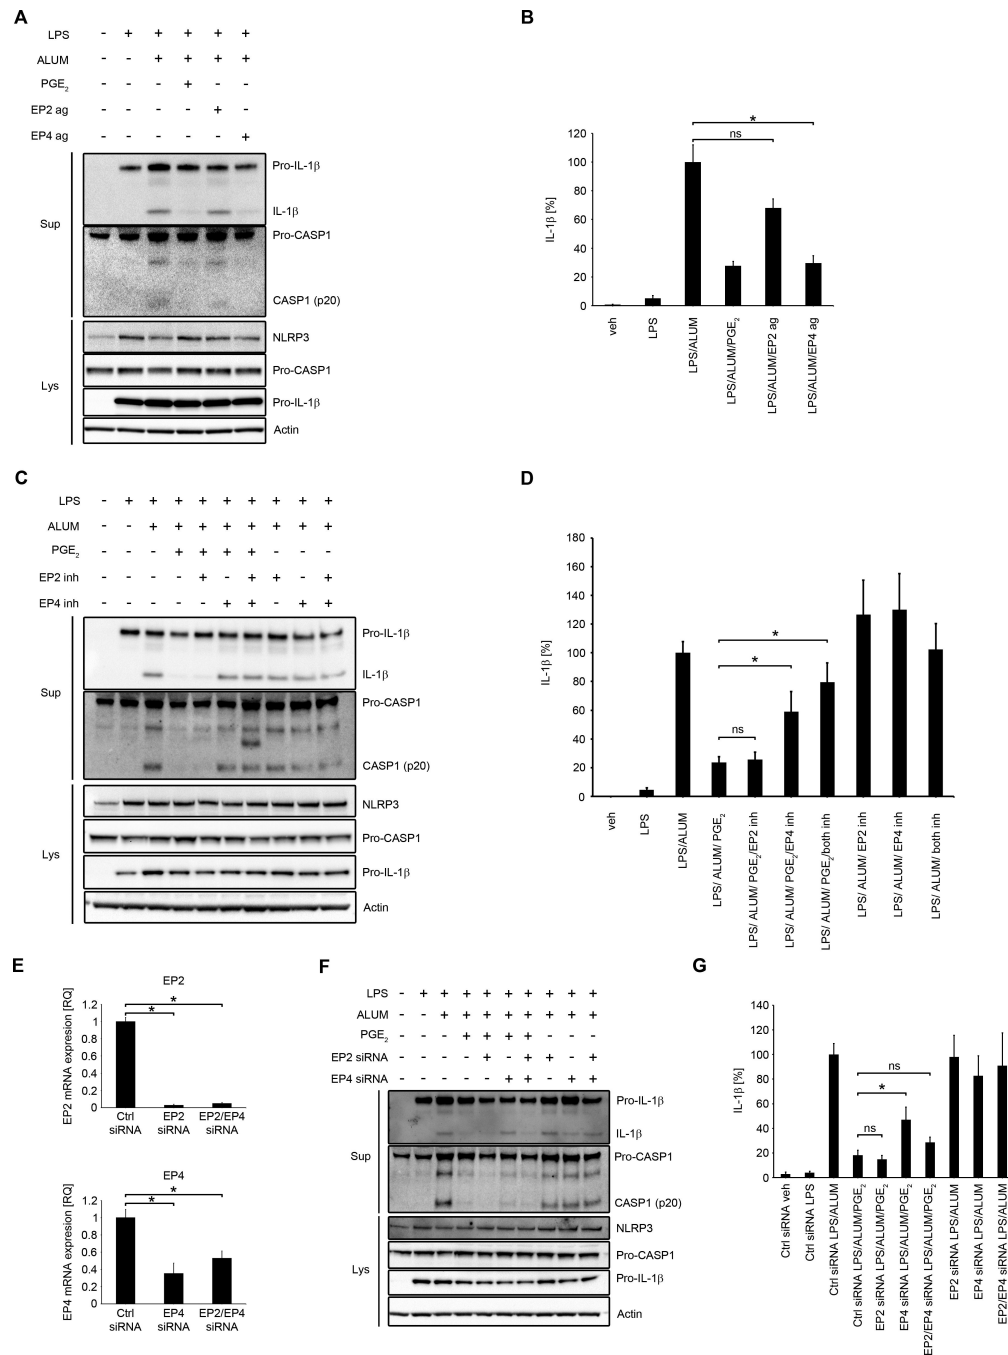 A
LPS - + + + + +
ALUM - - + + + +
PGE2 - - - + - -
EP2 ag - - - - + -
EP4 ag - - - - - +
Sup
Pro-IL-1β
IL-1β
Pro-CASP1
CASP1 (p20)
Lys
NLRP3
Pro-CASP1
Pro-IL-1β
Actin
B
IL-1β [%]
120
100
80
60
40
20
0
*
ns
veh
LPS
LPS/ALUM
LPS/ALUM/PGE2
LPS/ALUM/EP2 ag
LPS/ALUM/EP4 ag
C
LPS - + + + + + + + + +
ALUM - - + + + + + + + +
PGE2 - - - + + + + - - -
EP2 inh - - - - + - + + - +
EP4 inh - - - - - + + - + +
Sup
Pro-IL-1β
IL-1β
Pro-CASP1
CASP1 (p20)
Lys
NLRP3
Pro-CASP1
Pro-IL-1β
Actin
D
IL-1β [%]
180
160
140
120
100
80
60
40
20
0
*
*
ns
veh
LPS
LPS/ALUM
LPS/ ALUM/ PGE2
LPS/ ALUM/ PGE2/EP2 inh
LPS/ ALUM/ PGE2/EP4 inh
LPS/ ALUM/ PGE2/both inh
LPS/ ALUM/ EP2 inh
LPS/ ALUM/ EP4 inh
LPS/ ALUM/ both inh
E
EP2
EP2 mRNA expresion [RQ]
1.2
1
0.8
0.6
0.4
0.2
0
*
*
Ctrl siRNA
EP2 siRNA
EP2/EP4 siRNA
EP4
EP4 mRNA expression [RQ]
1.2
1
0.8
0.6
0.4
0.2
0
*
*
Ctrl siRNA
EP4 siRNA
EP2/EP4 siRNA
F
LPS - + + + + + + + + +
ALUM - - + + + + + + + +
PGE2 - - - + + + + - - -
EP2 siRNA - - - - + - + + - +
EP4 siRNA - - - - - + + - + +
Sup
Pro-IL-1β
IL-1β
Pro-CASP1
CASP1 (p20)
Lys
NLRP3
Pro-CASP1
Pro-IL-1β
Actin
G
IL-1β [%]
140
120
100
80
60
40
20
0
ns
*
ns
Ctrl siRNA veh
Ctrl siRNA LPS
Ctrl siRNA LPS/ALUM
Ctrl siRNA LPS/ALUM/PGE2
EP2 siRNA LPS/ALUM/PGE2
EP4 siRNA LPS/ALUM/PGE2
EP2/EP4 siRNA LPS/ALUM/PGE2
EP2 siRNA LPS/ALUM
EP4 siRNA LPS/ALUM
EP2/EP4 siRNA LPS/ALUM